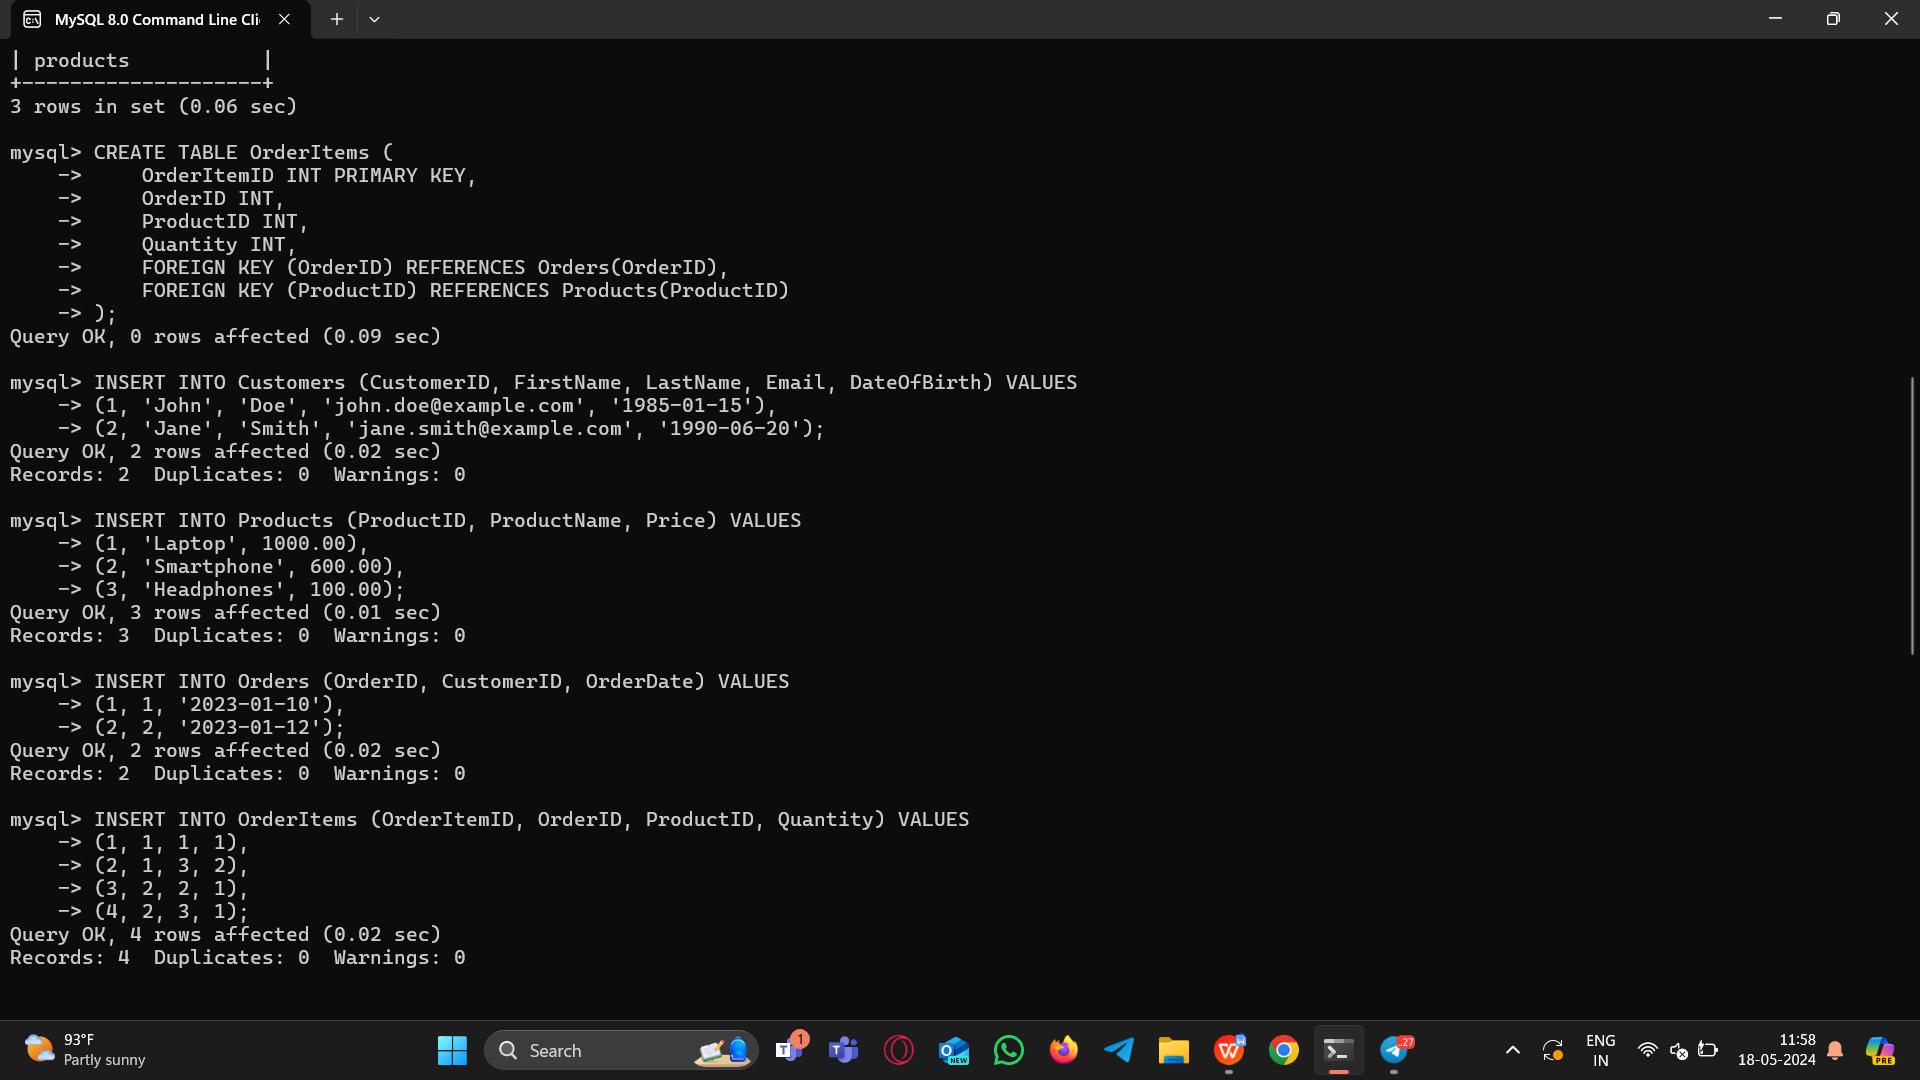 MySQL 8.0 Command Line Cli
| products           |
+--------------------+
3 rows in set (0.06 sec)
mysql> CREATE TABLE OrderItems (
    ->     OrderItemID INT PRIMARY KEY,
    ->     OrderID INT,
    ->     ProductID INT,
    ->     Quantity INT,
    ->     FOREIGN KEY (OrderID) REFERENCES Orders(OrderID),
    ->     FOREIGN KEY (ProductID) REFERENCES Products(ProductID)
    -> );
Query OK, 0 rows affected (0.09 sec)
mysql> INSERT INTO Customers (CustomerID, FirstName, LastName, Email, DateOfBirth) VALUES
    -> (1, 'John', 'Doe', 'john.doe@example.com', '1985-01-15'),
    -> (2, 'Jane', 'Smith', 'jane.smith@example.com', '1990-06-20');
Query OK, 2 rows affected (0.02 sec)
Records: 2  Duplicates: 0  Warnings: 0
mysql> INSERT INTO Products (ProductID, ProductName, Price) VALUES
    -> (1, 'Laptop', 1000.00),
    -> (2, 'Smartphone', 600.00),
    -> (3, 'Headphones', 100.00);
Query OK, 3 rows affected (0.01 sec)
Records: 3  Duplicates: 0  Warnings: 0
mysql> INSERT INTO Orders (OrderID, CustomerID, OrderDate) VALUES
    -> (1, 1, '2023-01-10'),
    -> (2, 2, '2023-01-12');
Query OK, 2 rows affected (0.02 sec)
Records: 2  Duplicates: 0  Warnings: 0
mysql> INSERT INTO OrderItems (OrderItemID, OrderID, ProductID, Quantity) VALUES
    -> (1, 1, 1, 1),
    -> (2, 1, 3, 2),
    -> (3, 2, 2, 1),
    -> (4, 2, 3, 1);
Query OK, 4 rows affected (0.02 sec)
Records: 4  Duplicates: 0  Warnings: 0
93°F
Partly sunny
Search
1
NEW
.27
ENG
IN
11:58
18-05-2024
PRE